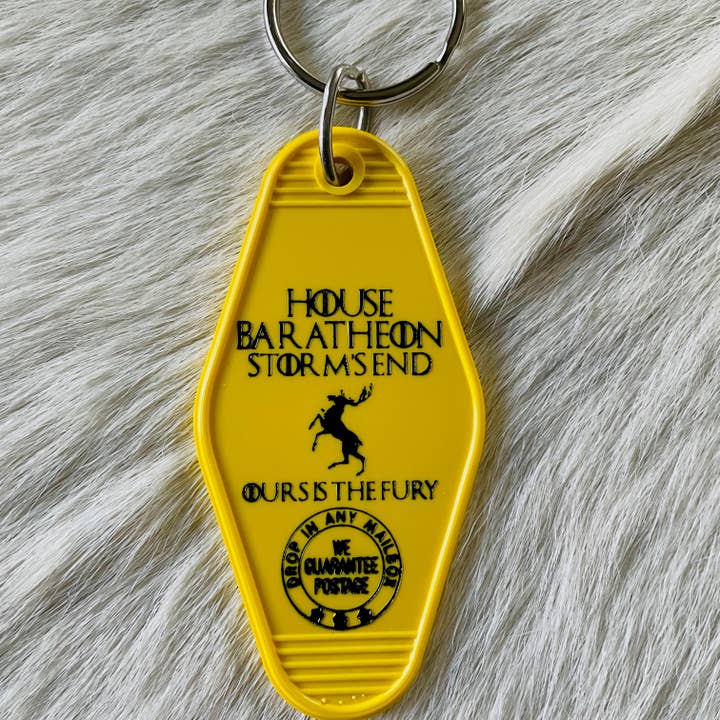 HOUSE
BARATHEON
STORM'S END
OURS IS THE FURY
DROP IN ANY MAILBOX
WE
GUARANTEE
POSTAGE